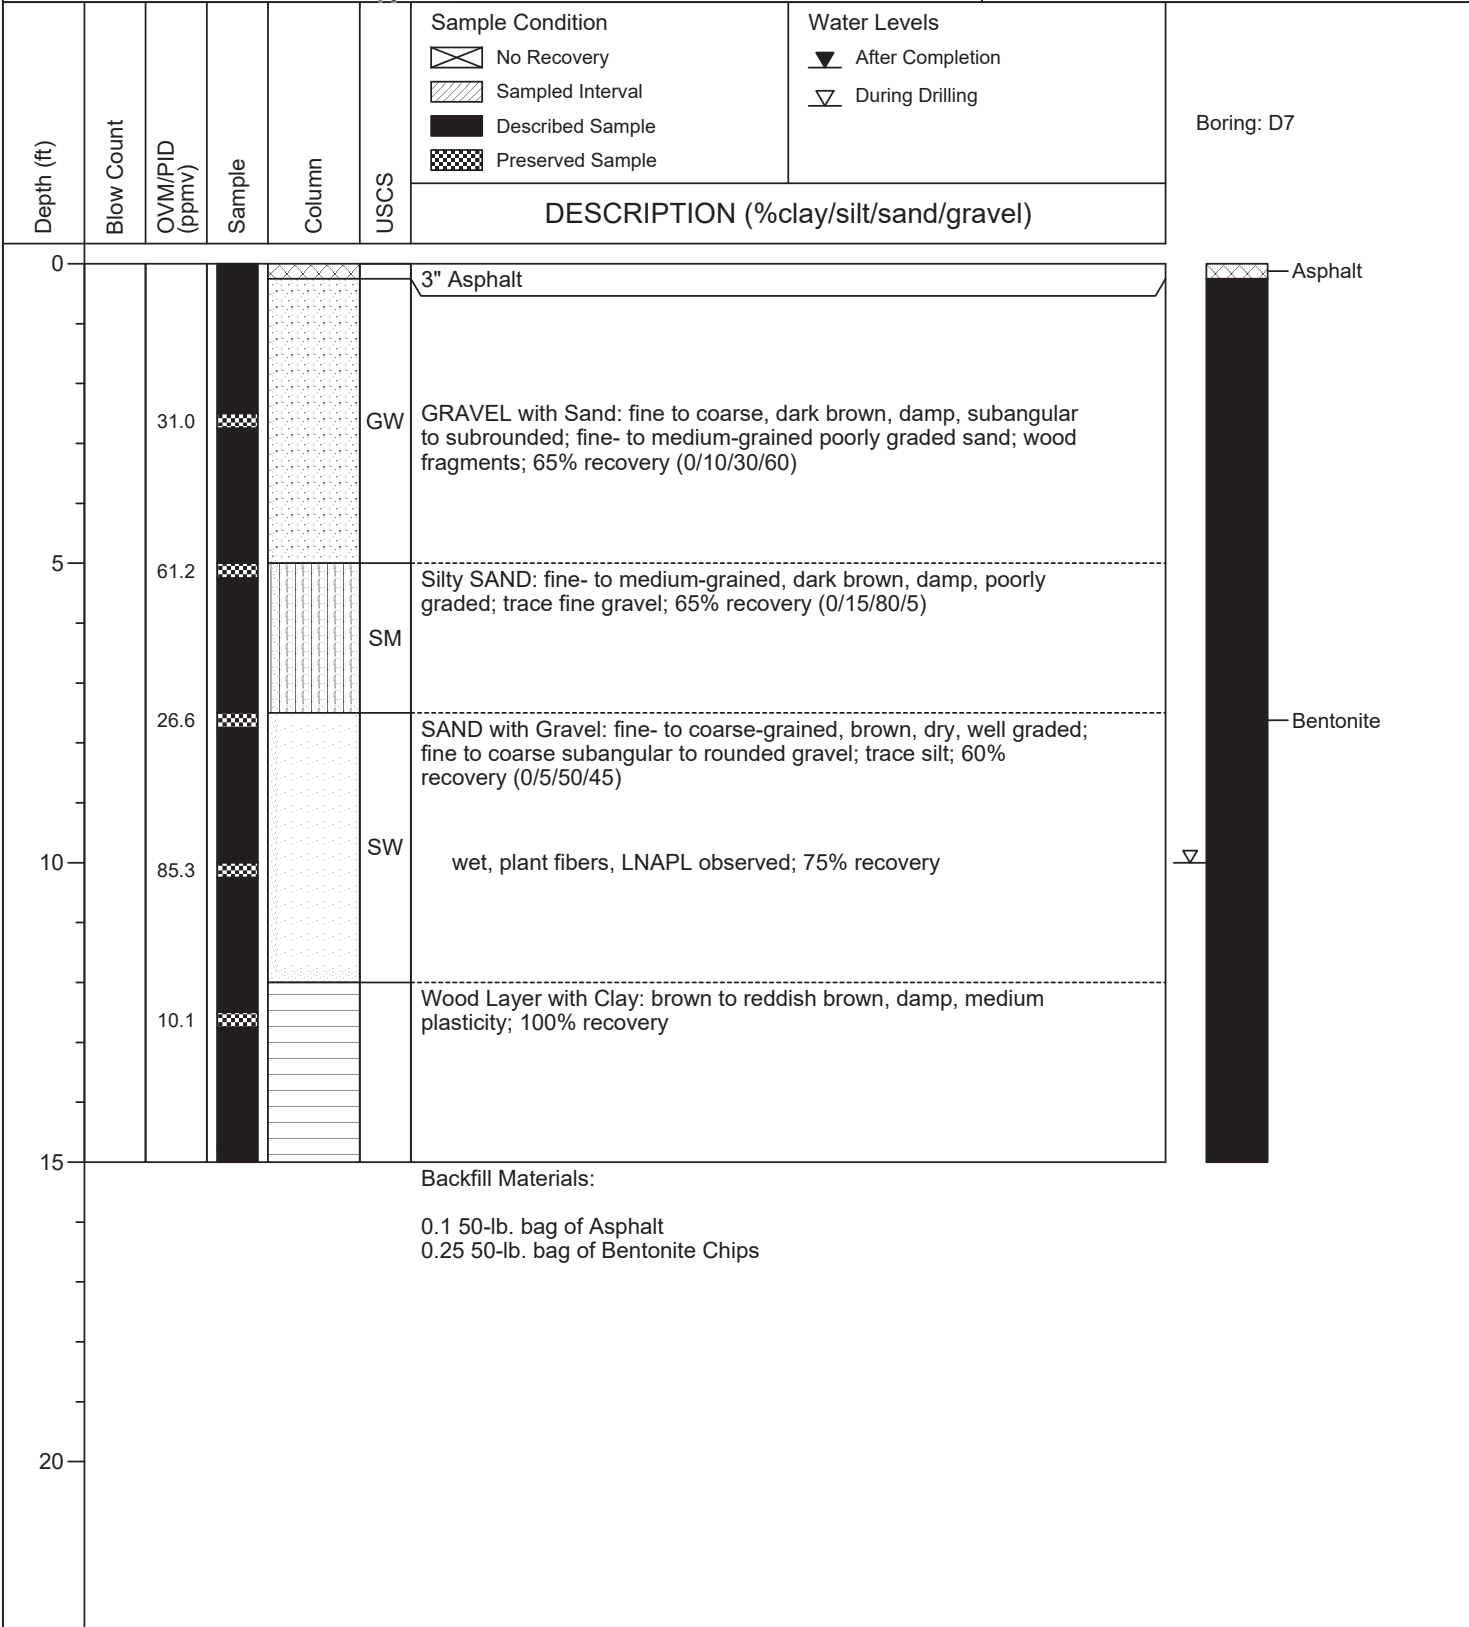 Sample Condition
No Recovery
Sampled Interval
Described Sample
Preserved Sample
Water Levels
After Completion
During Drilling
Boring: D7
Depth (ft)
Blow Count
OVM/PID
(ppmv)
Sample
Column
USCS
DESCRIPTION (%clay/silt/sand/gravel)
0
3" Asphalt
Asphalt
31.0
GW
GRAVEL with Sand: fine to coarse, dark brown, damp, subangular
to subrounded; fine- to medium-grained poorly graded sand; wood
fragments; 65% recovery (0/10/30/60)
5
61.2
SM
Silty SAND: fine- to medium-grained, dark brown, damp, poorly
graded; trace fine gravel; 65% recovery (0/15/80/5)
26.6
SAND with Gravel: fine- to coarse-grained, brown, dry, well graded;
fine to coarse subangular to rounded gravel; trace silt; 60%
recovery (0/5/50/45)
Bentonite
SW
10
85.3
wet, plant fibers, LNAPL observed; 75% recovery
10.1
Wood Layer with Clay: brown to reddish brown, damp, medium
plasticity; 100% recovery
15
Backfill Materials:
0.1 50-lb. bag of Asphalt
0.25 50-lb. bag of Bentonite Chips
20